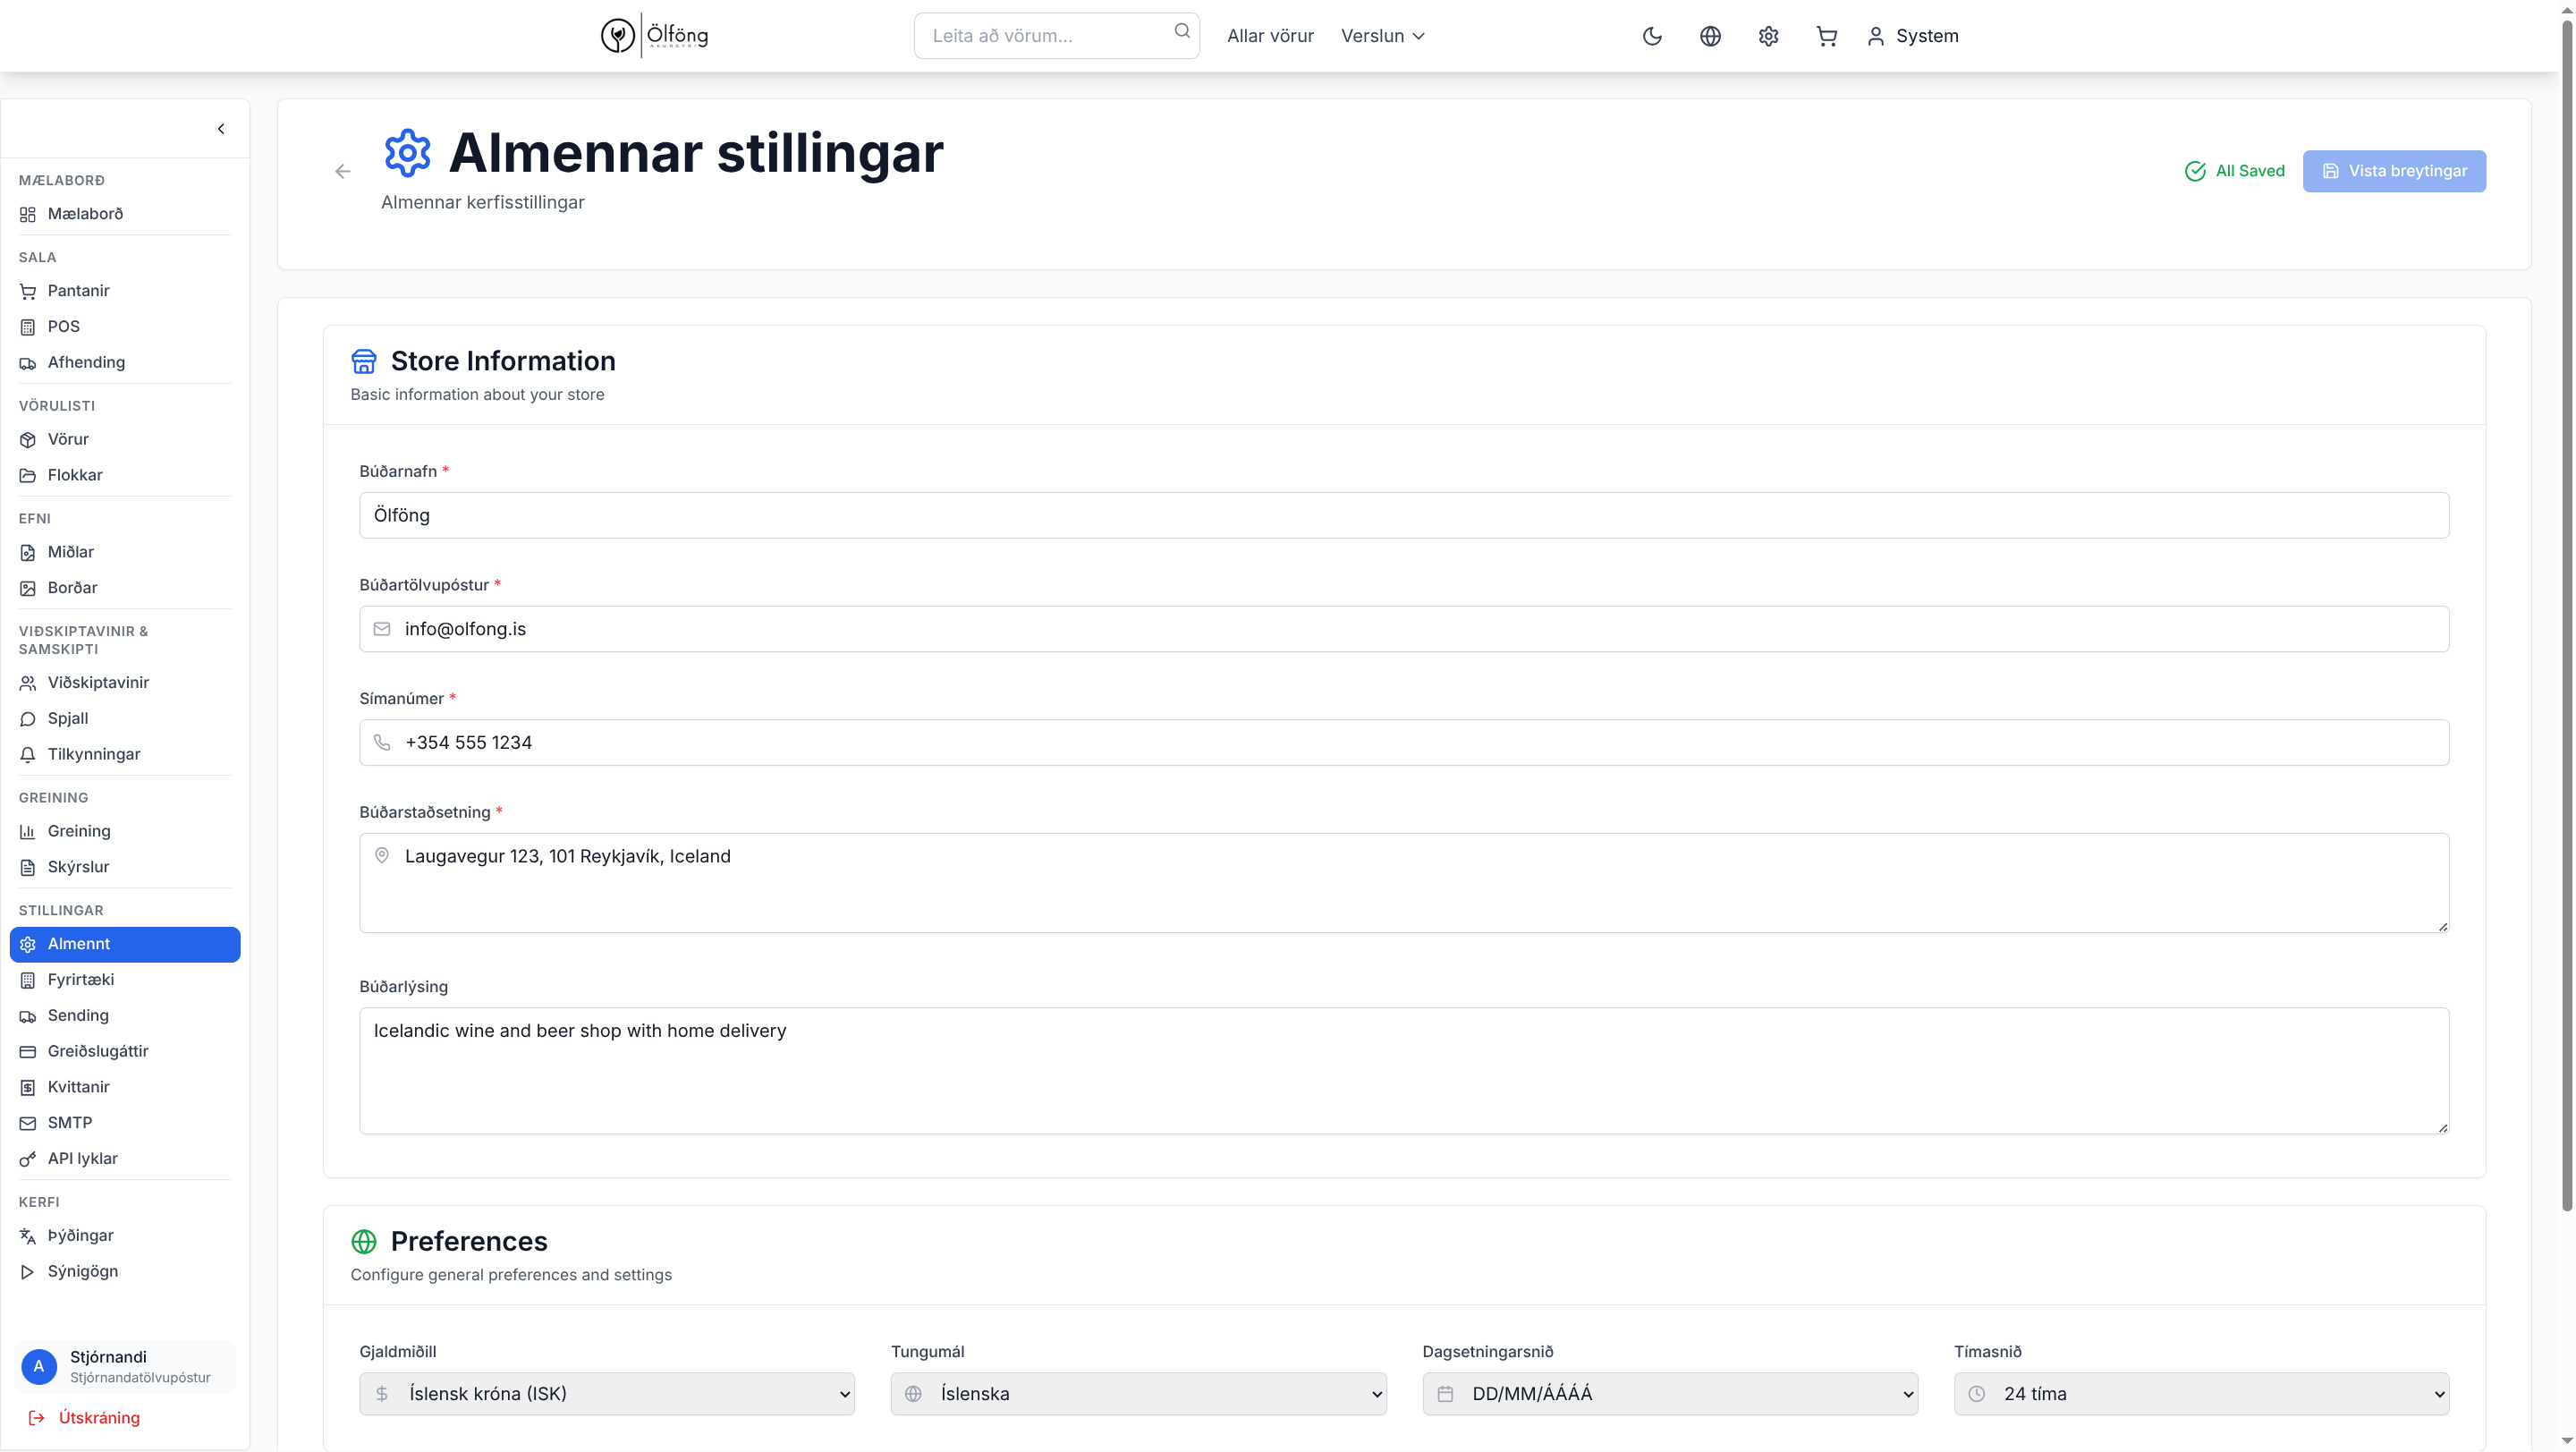 Ölföng
AKUREYRI
Leita að vörum...
Allar vörur
Verslun
System
MÆLABORÐ
Mælaborð
SALA
Pantanir
POS
Afhending
VÖRULISTI
Vörur
Flokkar
EFNI
Miðlar
Borðar
VIÐSKIPTAVINIR &
SAMSKIPTI
Viðskiptavinir
Spjall
Tilkynningar
GREINING
Greining
Skýrslur
STILLINGAR
Almennt
Fyrirtæki
Sending
Greiðslugáttir
Kvittanir
SMTP
API lyklar
KERFI
Þýðingar
Sýnigögn
A
Stjórnandi
Stjórnandatölvupóstur
Útskráning
Almennar stillingar
Almennar kerfisstillingar
All Saved
Vista breytingar
Store Information
Basic information about your store
Búðarnafn *
Ölföng
Búðartölvupóstur *
info@olfong.is
Símanúmer *
+354 555 1234
Búðarstaðsetning *
Laugavegur 123, 101 Reykjavík, Iceland
Búðarlýsing
Icelandic wine and beer shop with home delivery
Preferences
Configure general preferences and settings
Gjaldmiðill
Íslensk króna (ISK)
Tungumál
Íslenska
Dagsetningarsnið
DD/MM/ÁÁÁÁ
Tímasnið
24 tíma